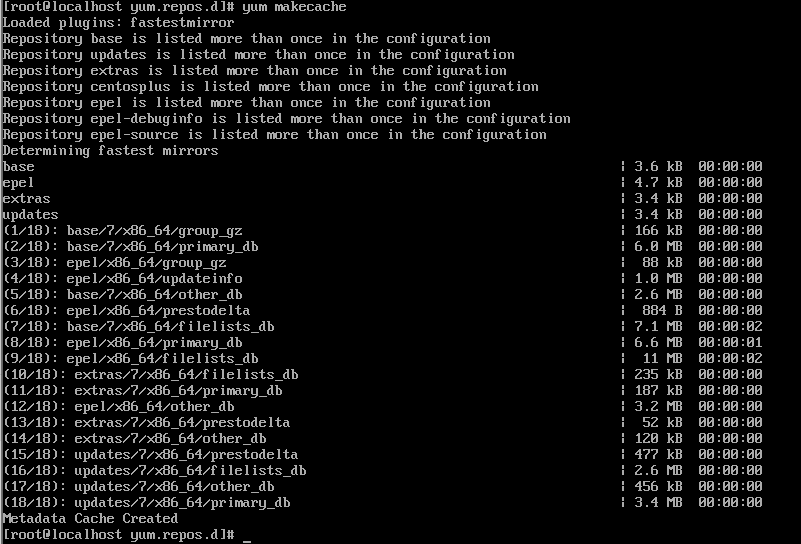 [root@localhost yum.repos.d]# yum makecache
Loaded plugins: fastestmirror
Repository base is listed more than once in the configuration
Repository updates is listed more than once in the configuration
Repository extras is listed more than once in the configuration
Repository centosplus is listed more than once in the configuration
Repository epel is listed more than once in the configuration
Repository epel-debuginfo is listed more than once in the configuration
Repository epel-source is listed more than once in the configuration
Determining fastest mirrors
base | 3.6 kB 00:00:00
epel | 4.7 kB 00:00:00
extras | 3.4 kB 00:00:00
updates | 3.4 kB 00:00:00
(1/18): base/7/x86_64/group_gz | 166 kB 00:00:00
(2/18): base/7/x86_64/primary_db | 6.0 MB 00:00:00
(3/18): epel/x86_64/group_gz | 88 kB 00:00:00
(4/18): epel/x86_64/updateinfo | 1.0 MB 00:00:00
(5/18): base/7/x86_64/other_db | 2.6 MB 00:00:00
(6/18): epel/x86_64/prestodelta | 884 B 00:00:00
(7/18): base/7/x86_64/filelists_db | 7.1 MB 00:00:02
(8/18): epel/x86_64/primary_db | 6.6 MB 00:00:01
(9/18): epel/x86_64/filelists_db | 11 MB 00:00:02
(10/18): extras/7/x86_64/filelists_db | 235 kB 00:00:00
(11/18): extras/7/x86_64/primary_db | 187 kB 00:00:00
(12/18): epel/x86_64/other_db | 3.2 MB 00:00:00
(13/18): extras/7/x86_64/prestodelta | 52 kB 00:00:00
(14/18): extras/7/x86_64/other_db | 120 kB 00:00:00
(15/18): updates/7/x86_64/prestodelta | 477 kB 00:00:00
(16/18): updates/7/x86_64/filelists_db | 2.6 MB 00:00:00
(17/18): updates/7/x86_64/other_db | 456 kB 00:00:00
(18/18): updates/7/x86_64/primary_db | 3.4 MB 00:00:00
Metadata Cache Created
[root@localhost yum.repos.d]# _